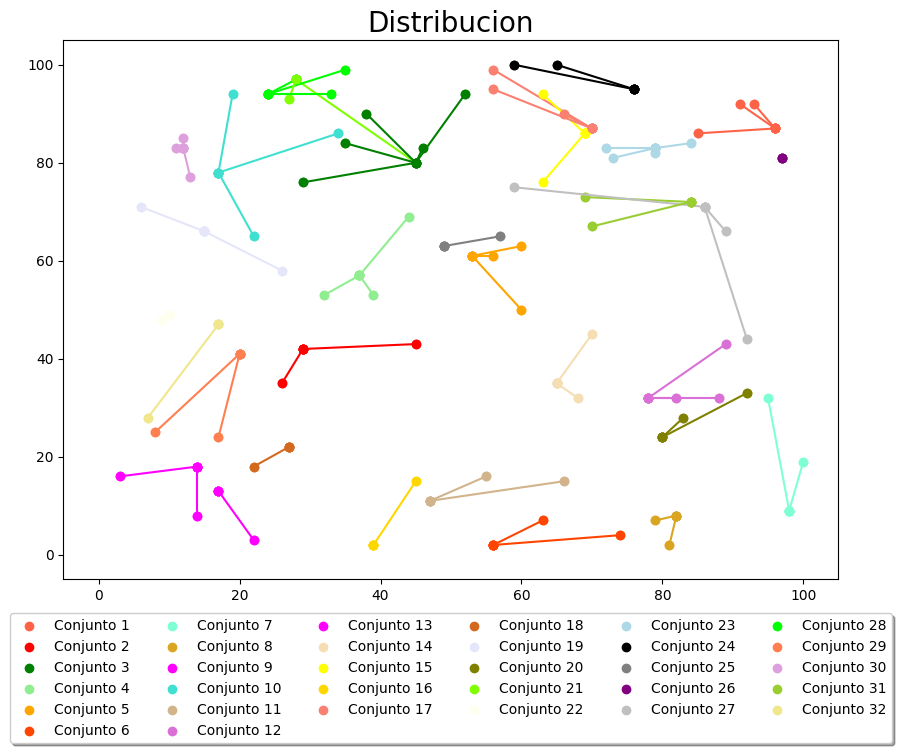 Distribucion
100
80
60
40
20
0
0 20 40 60 80 100
Conjunto 1 Conjunto 7 Conjunto 13 Conjunto 18 Conjunto 23 Conjunto 28
Conjunto 2 Conjunto 8 Conjunto 14 Conjunto 19 Conjunto 24 Conjunto 29
Conjunto 3 Conjunto 9 Conjunto 15 Conjunto 20 Conjunto 25 Conjunto 30
Conjunto 4 Conjunto 10 Conjunto 16 Conjunto 21 Conjunto 26 Conjunto 31
Conjunto 5 Conjunto 11 Conjunto 17 Conjunto 22 Conjunto 27 Conjunto 32
Conjunto 6 Conjunto 12